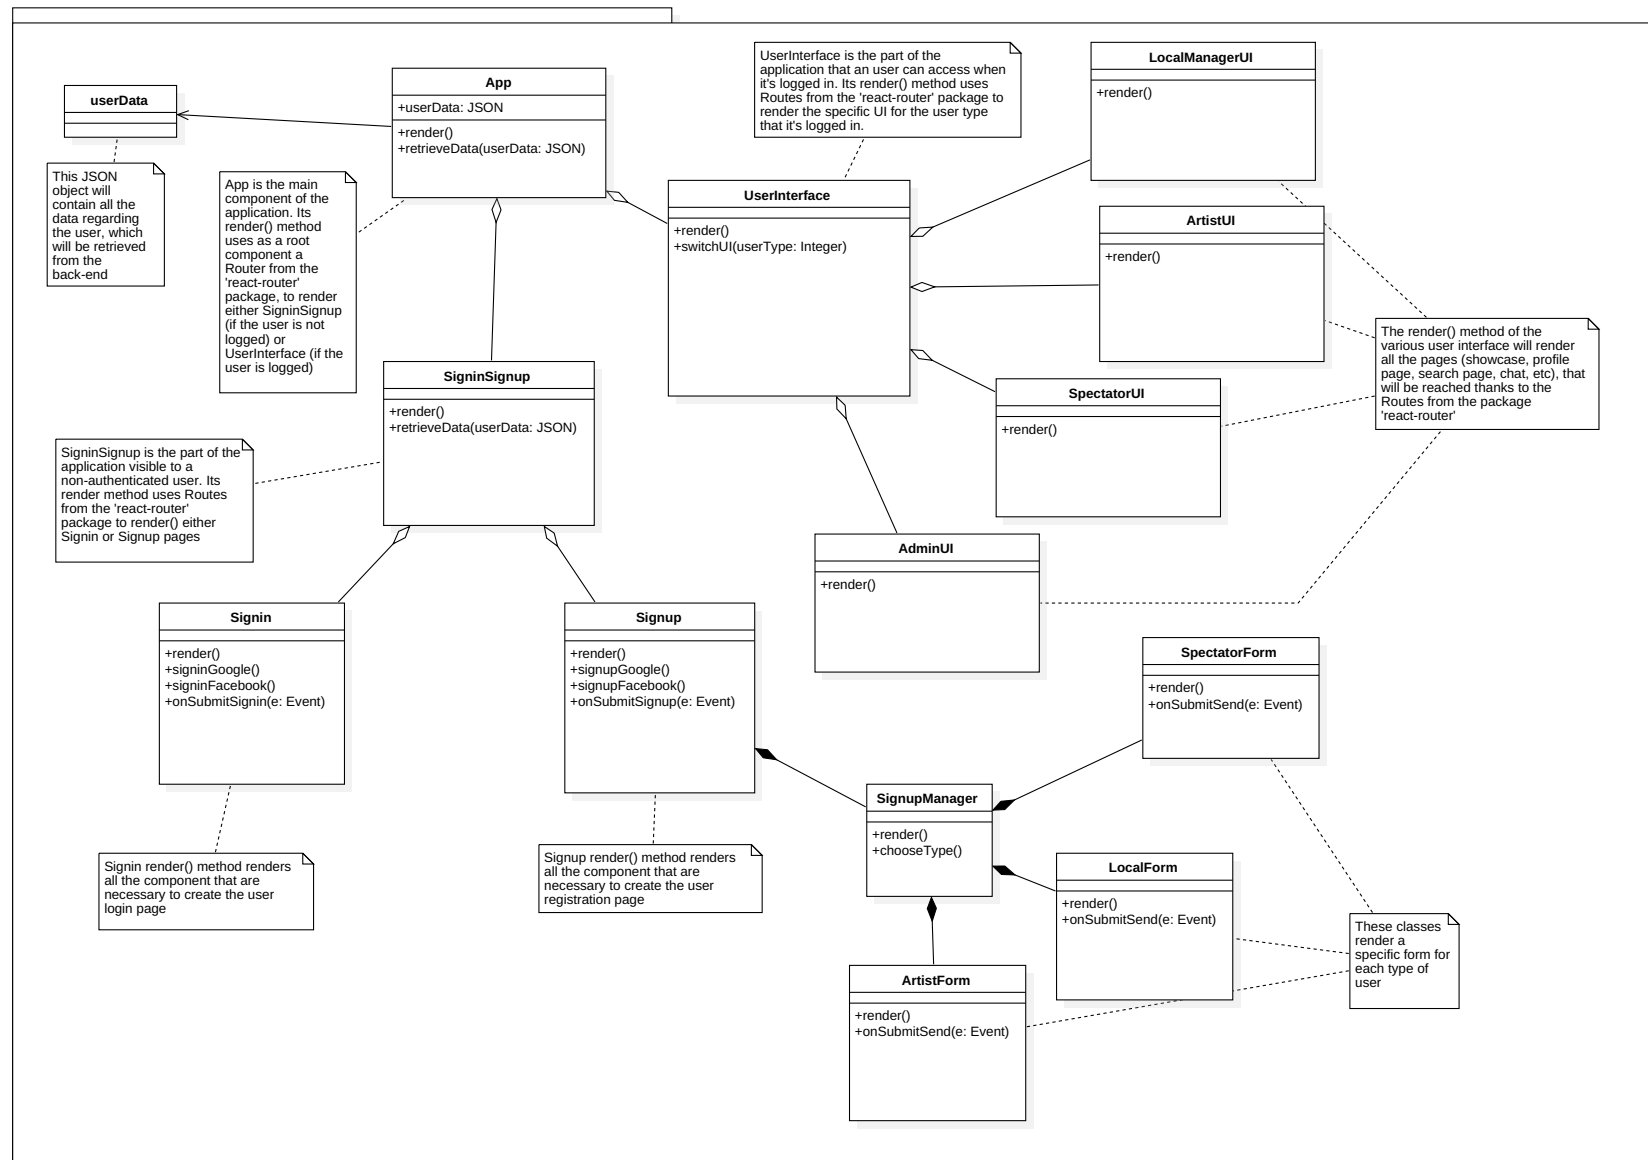 userData
This JSON
object will
contain all the
data regarding
the user, which
will be retrieved
from the
back-end
App
+userData: JSON
+render()
+retrieveData(userData: JSON)
App is the main
component of the
application. Its
render() method
uses as a root
component a
Router from the
'react-router'
package, to render
either SigninSignup
(if the user is not
logged) or
UserInterface (if the
user is logged)
UserInterface is the part of the
application that an user can access when
it's logged in. Its render() method uses
Routes from the 'react-router' package to
render the specific UI for the user type
that it's logged in.
UserInterface
+render()
+switchUI(userType: Integer)
LocalManagerUI
+render()
ArtistUI
+render()
SpectatorUI
+render()
The render() method of the
various user interface will render
all the pages (showcase, profile
page, search page, chat, etc), that
will be reached thanks to the
Routes from the package
'react-router'
SigninSignup
+render()
+retrieveData(userData: JSON)
SigninSignup is the part of the
application visible to a
non-authenticated user. Its
render method uses Routes
from the 'react-router'
package to render() either
Signin or Signup pages
AdminUI
+render()
Signin
+render()
+signinGoogle()
+signinFacebook()
+onSubmitSignin(e: Event)
Signup
+render()
+signupGoogle()
+signupFacebook()
+onSubmitSignup(e: Event)
SpectatorForm
+render()
+onSubmitSend(e: Event)
SignupManager
+render()
+chooseType()
Signin render() method renders
all the component that are
necessary to create the user
login page
Signup render() method renders
all the component that are
necessary to create the user
registration page
LocalForm
+render()
+onSubmitSend(e: Event)
These classes
render a
specific form for
each type of
user
ArtistForm
+render()
+onSubmitSend(e: Event)